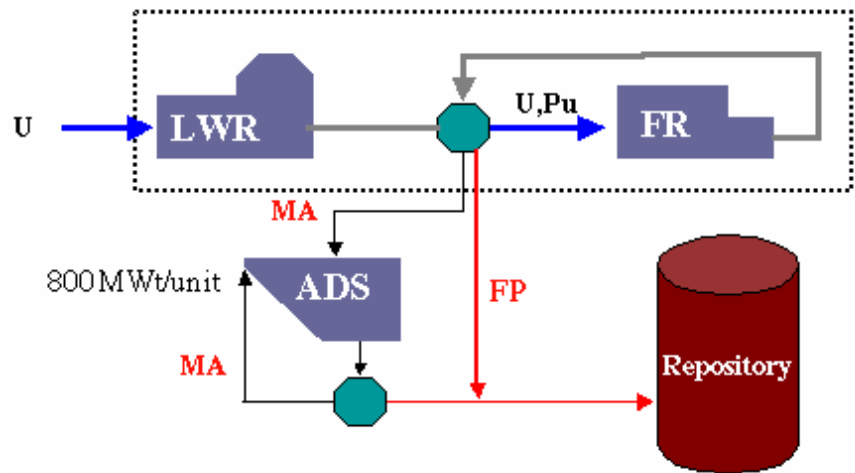 U
LWR
U,Pu
FR
MA
800MWt/unit
ADS
FP
MA
Repository